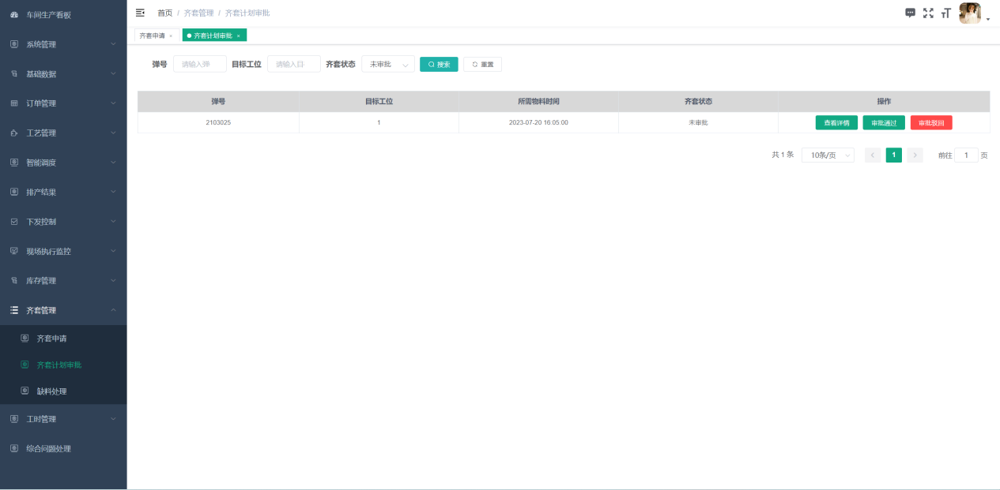 车间生产看板
系统管理
基础数据
订单管理
工艺管理
智能调度
排产结果
下发控制
现场执行监控
库存管理
齐套管理
齐套申请
齐套计划审批
缺料处理
工时管理
综合问题处理
首页 / 齐套管理 / 齐套计划审批
齐套申请 × 齐套计划审批 ×
弹号 请输入弹 目标工位 请输入目 齐套状态 未审批 搜索 重置
弹号 目标工位 所需物料时间 齐套状态 操作
2103025 1 2023-07-20 16:05:00 未审批 查看详情 审批通过 审批驳回
共 1 条 10条/页 1 前往 1 页